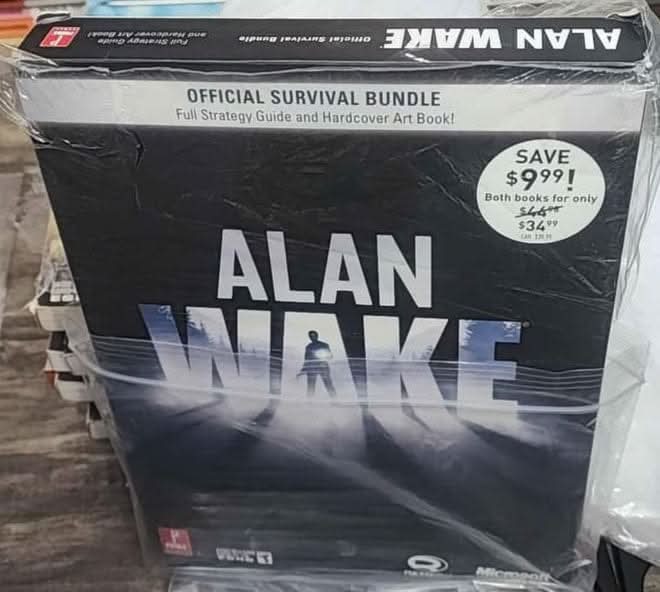 ALAN WAKE
Official Survival Bundle
Full Strategy Guide
and Hardcover Art Book!
OFFICIAL SURVIVAL BUNDLE
Full Strategy Guide and Hardcover Art Book!
SAVE
$9.99!
Both books for only
$44.98
$34.99
ALAN
WAKE
Microsoft